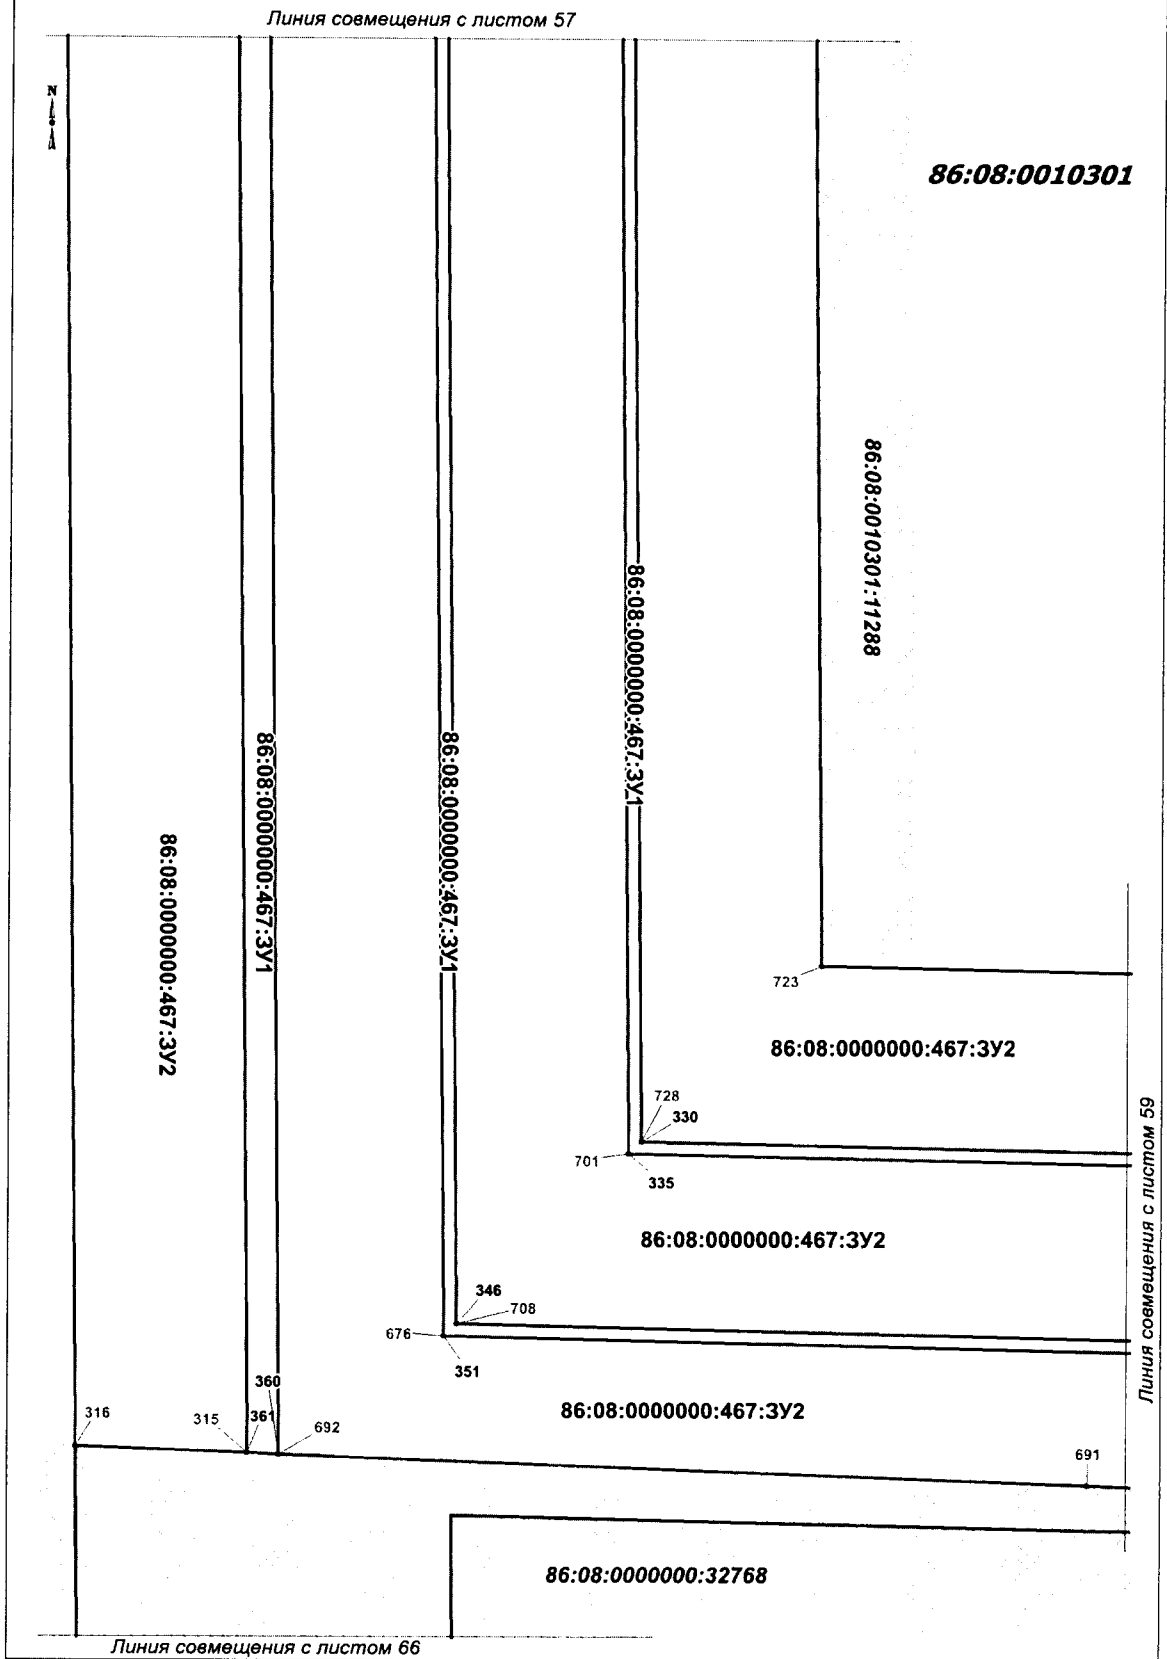 Линия совмещения с листом 57
N
86:08:0010301
86:08:0010301:11288
86:08:0000000:467:ЗУ1
86:08:0000000:467:ЗУ1
86:08:0000000:467:ЗУ1
86:08:0000000:467:ЗУ2
723
86:08:0000000:467:ЗУ2
728
330
701
335
Линия совмещения с листом 59
86:08:0000000:467:ЗУ2
346
708
676
351
360
86:08:0000000:467:ЗУ2
316
315
361
692
691
86:08:0000000:32768
Линия совмещения с листом 66